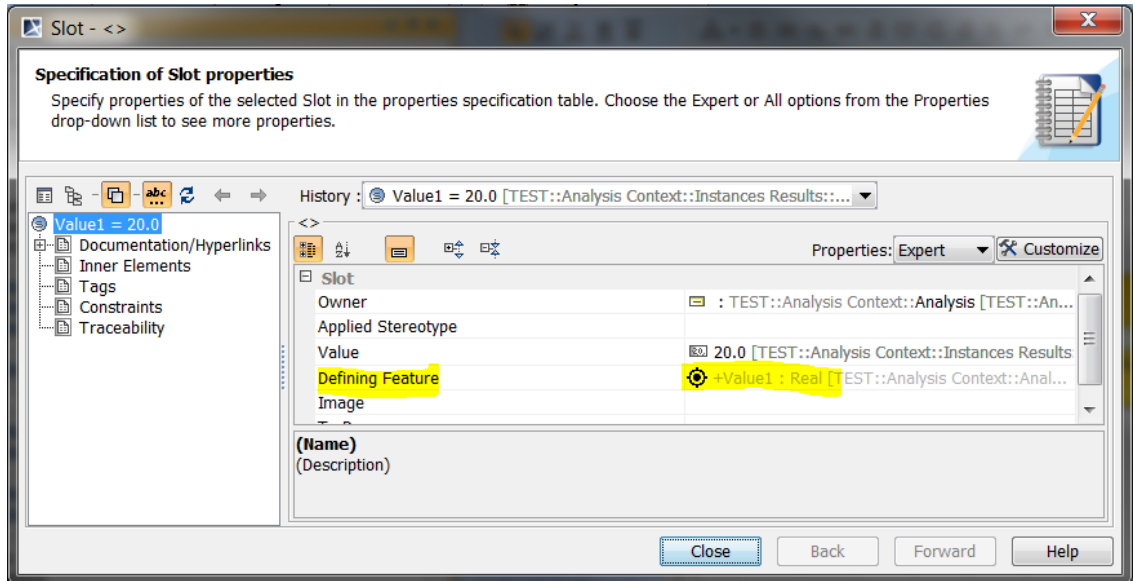 Slot - <>
Specification of Slot properties
Specify properties of the selected Slot in the properties specification table. Choose the Expert or All options from the Properties
drop-down list to see more properties.
abc
History : Value1 = 20.0 [TEST::Analysis Context::Instances Results::...
Value1 = 20.0
Documentation/Hyperlinks
Inner Elements
Tags
Constraints
Traceability
<>
Properties: Expert
Customize
Slot
Owner : TEST::Analysis Context::Analysis [TEST::An...
Applied Stereotype
Value 20.0 [TEST::Analysis Context::Instances Results
Defining Feature +Value1 : Real [TEST::Analysis Context::Anal...
Image
(Name)
(Description)
Close Back Forward Help